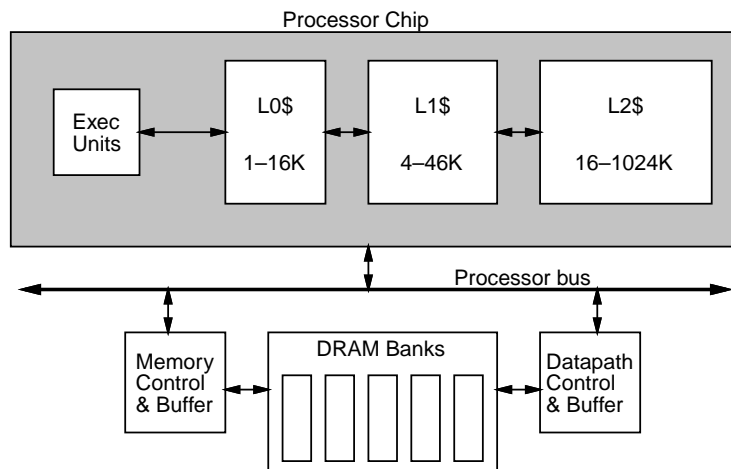 Processor Chip
Exec
Units
L0$
1–16K
L1$
4–46K
L2$
16–1024K
Processor bus
Memory
Control
& Buffer
DRAM Banks
Datapath
Control
& Buffer